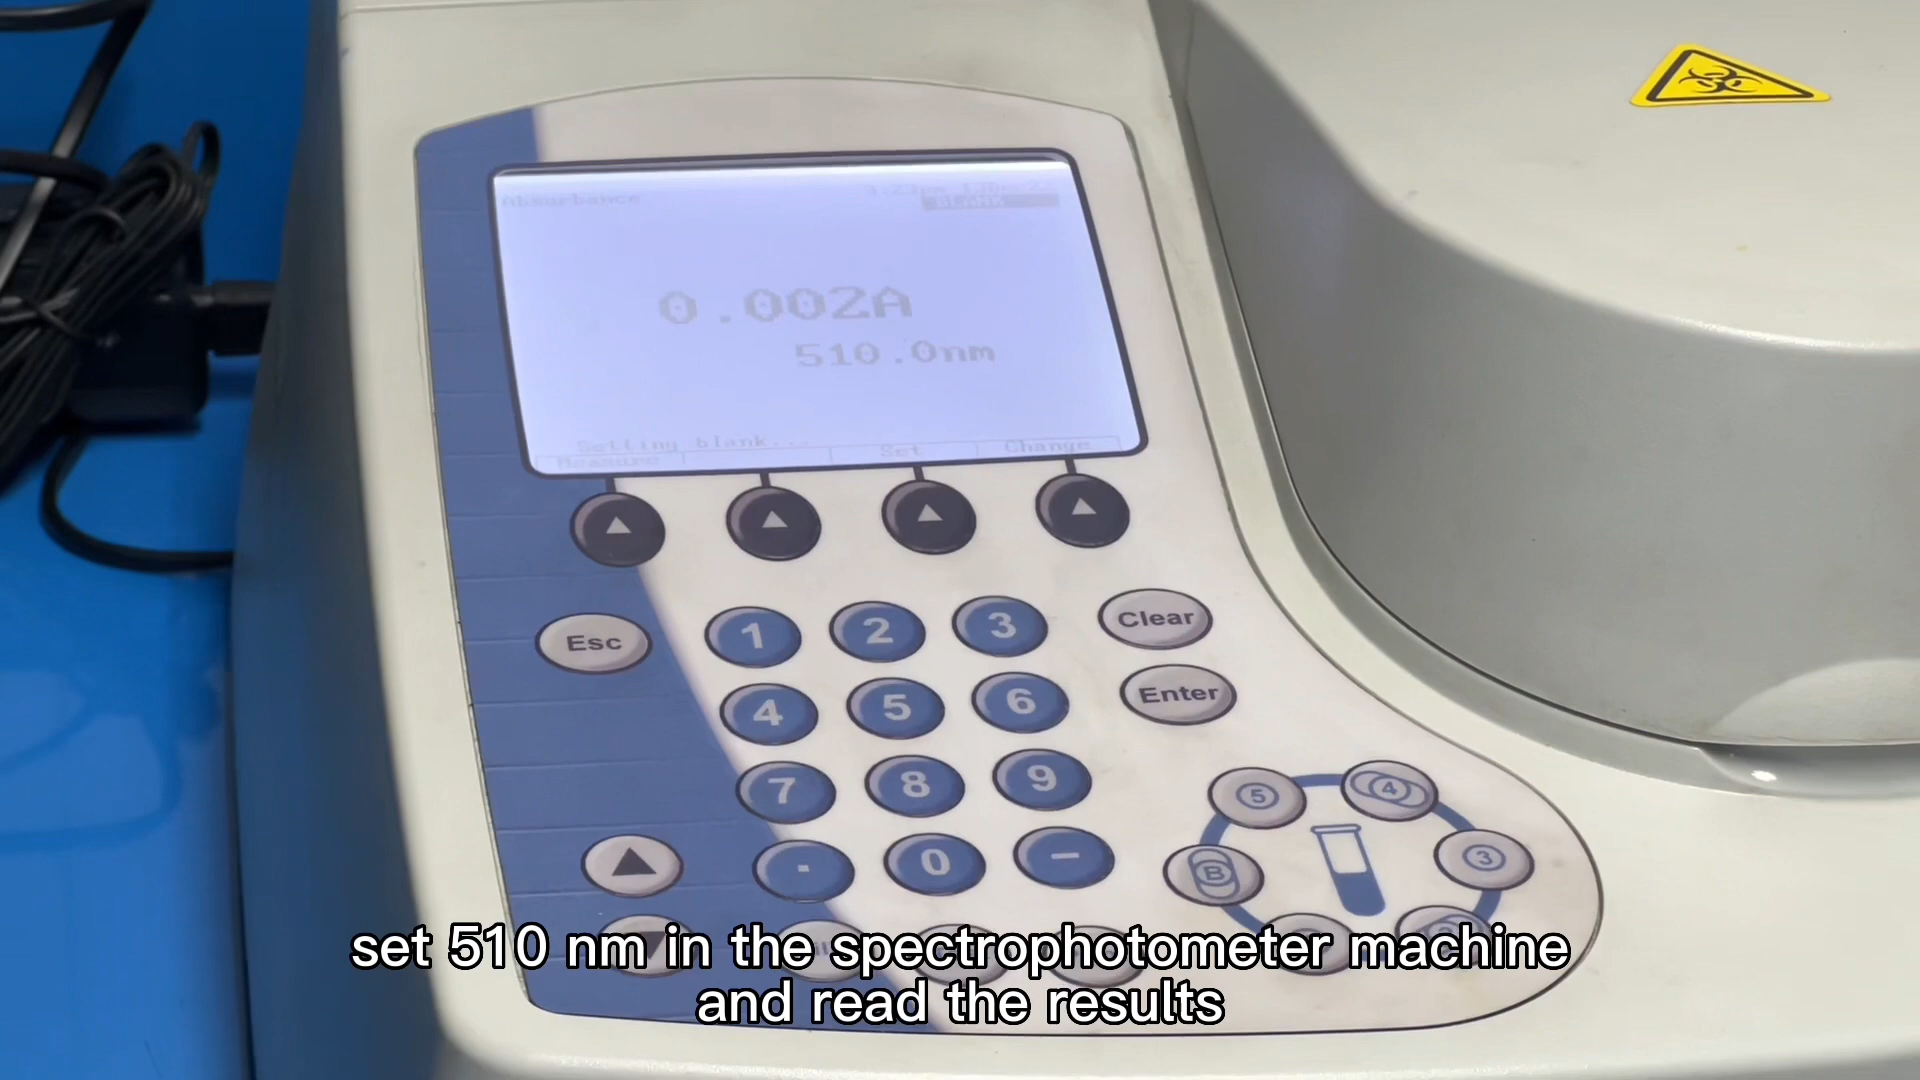 Absurbance
BLANK
0.002A
510.0nm
Setting blank...
Measure Set Change
Esc 1 2 3 Clear
4 5 6 Enter
7 8 9
5 4
. 0 -
B 3
set 510 nm in the spectrophotometer machine
and read the results